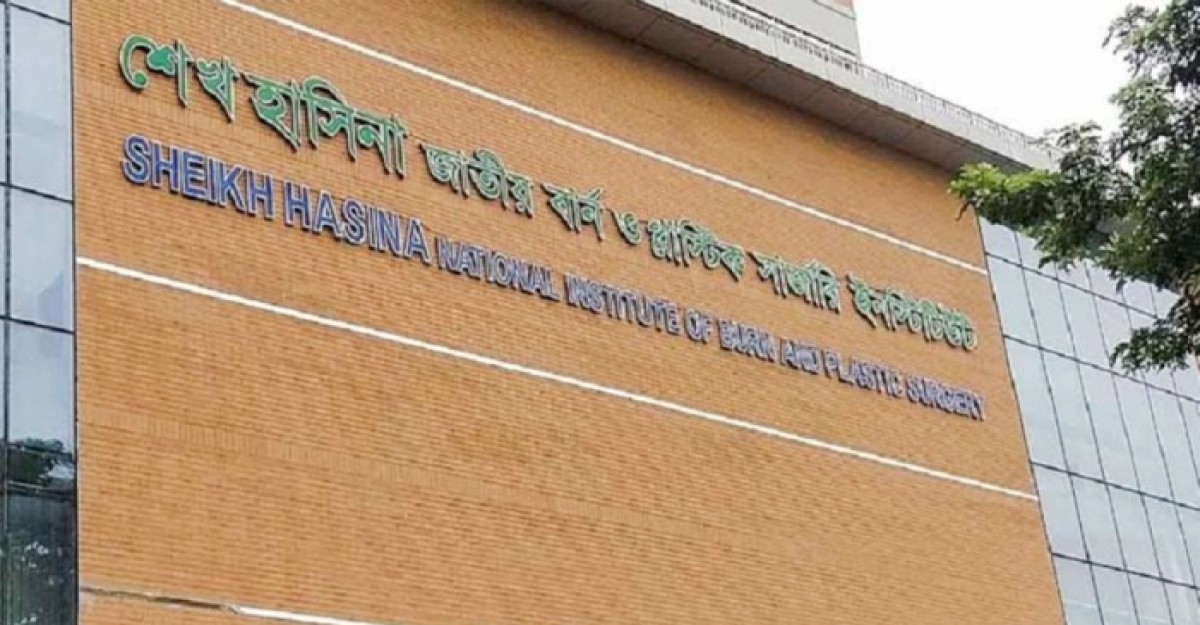 শেখ হাসিনা জাতীয় বার্ন ও প্লাস্টিক সার্জারি ইনস্টিটিউট
SHEIKH HASINA NATIONAL INSTITUTE OF BURN AND PLASTIC SURGERY